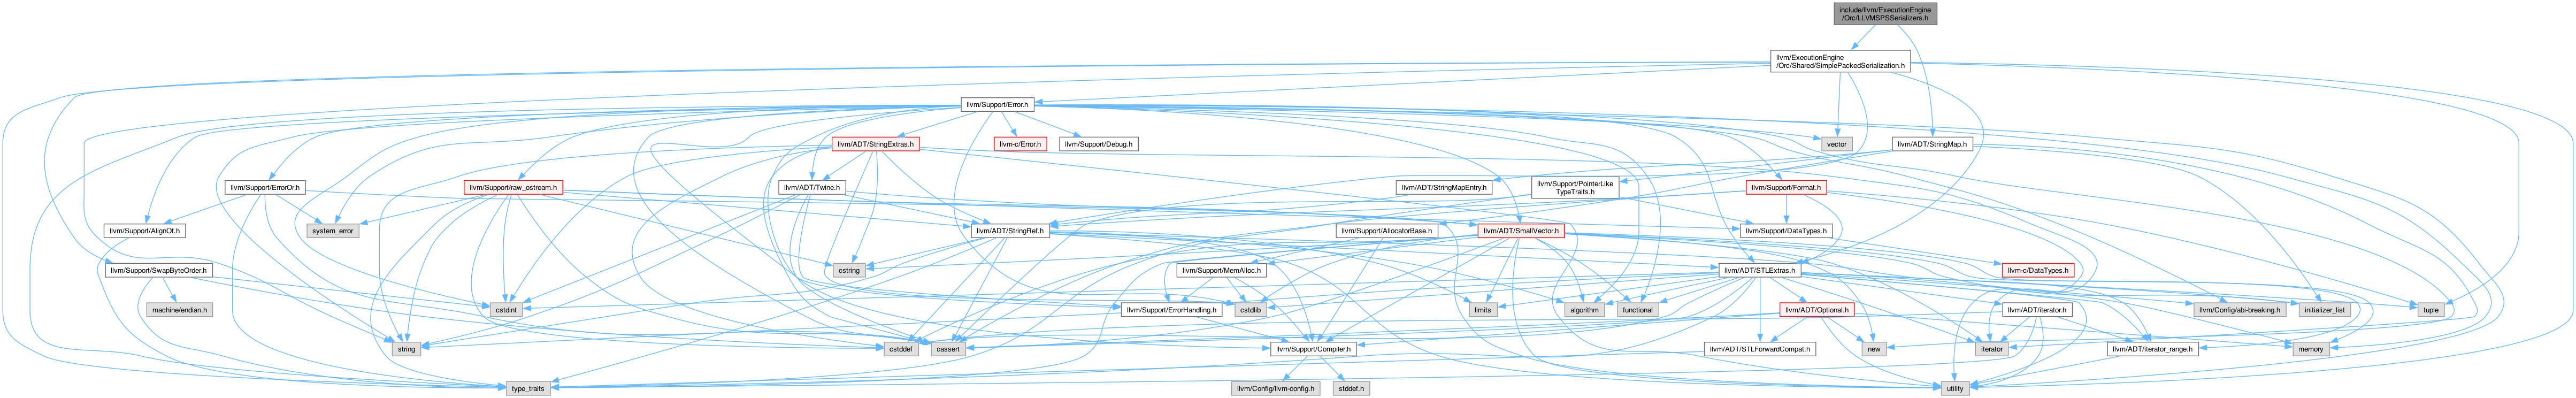 include/llvm/ExecutionEngine
/Orc/LLVMSPSSerializers.h
llvm/ExecutionEngine
/Orc/Shared/SimplePackedSerialization.h
llvm/Support/Error.h
vector
llvm/ADT/StringMap.h
llvm/ADT/StringExtras.h
llvm-c/Error.h
llvm/Support/Debug.h
llvm/Support/ErrorOr.h
llvm/Support/raw_ostream.h
llvm/ADT/Twine.h
llvm/ADT/StringMapEntry.h
llvm/Support/PointerLike
TypeTraits.h
llvm/Support/Format.h
llvm/Support/AlignOf.h
system_error
llvm/ADT/StringRef.h
llvm/Support/AllocatorBase.h
llvm/ADT/SmallVector.h
llvm/Support/DataTypes.h
llvm/Support/SwapByteOrder.h
cstring
llvm/Support/MemAlloc.h
llvm/ADT/STLExtras.h
llvm-c/DataTypes.h
machine/endian.h
cstdint
llvm/Support/ErrorHandling.h
cstdlib
limits
algorithm
functional
llvm/ADT/Optional.h
llvm/ADT/iterator.h
llvm/Config/abi-breaking.h
initializer_list
tuple
string
cstddef
cassert
llvm/Support/Compiler.h
llvm/ADT/STLForwardCompat.h
new
iterator
llvm/ADT/iterator_range.h
memory
type_traits
llvm/Config/llvm-config.h
stddef.h
utility